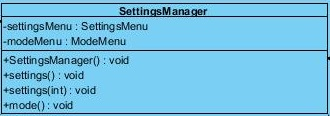 SettingsManager
-settingsMenu : SettingsMenu
-modeMenu : ModeMenu
+SettingsManager() : void
+settings() : void
+settings(int) : void
+mode() : void